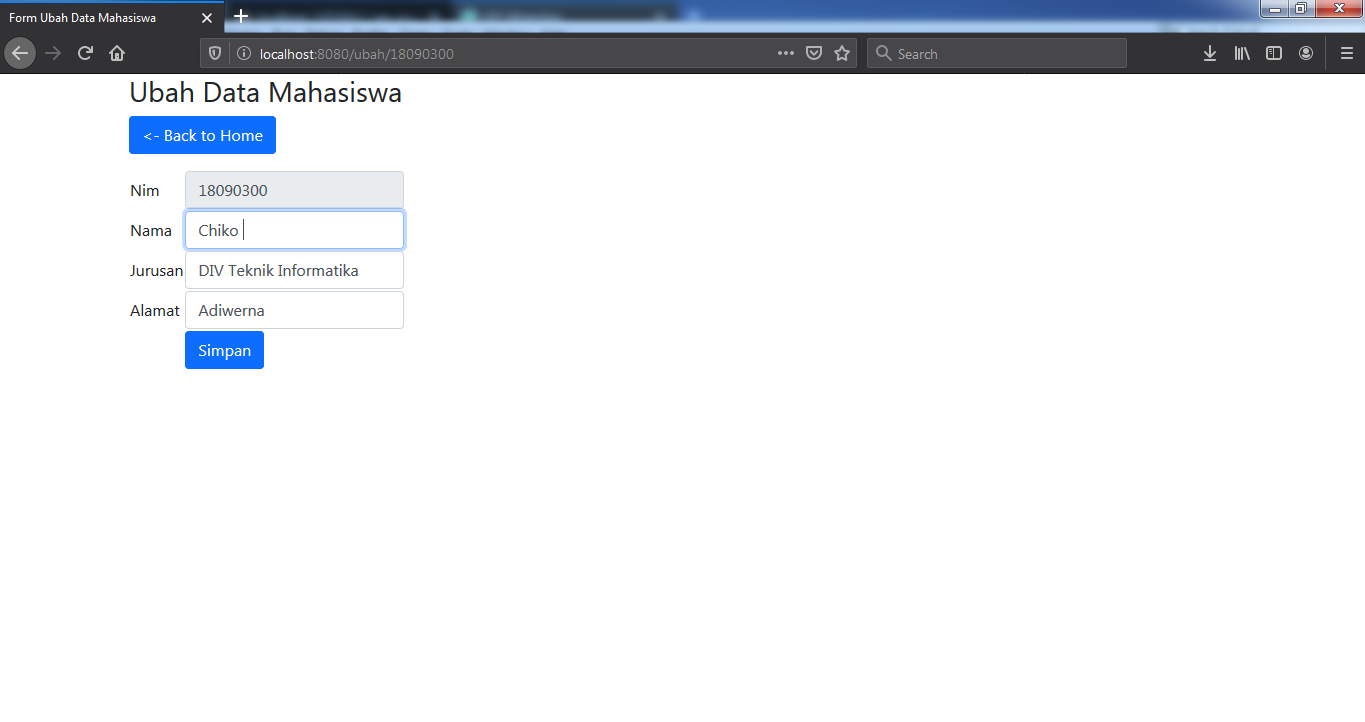 Form Ubah Data Mahasiswa
localhost:8080/ubah/18090300
Search
Ubah Data Mahasiswa
<- Back to Home
Nim 18090300
Nama Chiko
Jurusan DIV Teknik Informatika
Alamat Adiwerna
Simpan